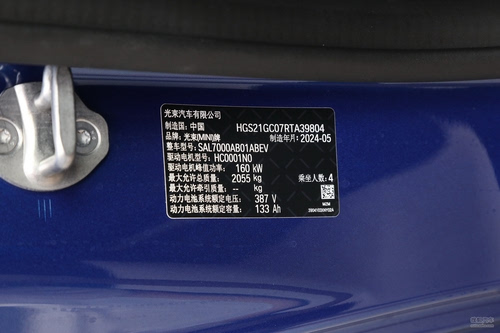 光束汽车有限公司
制造国：中国 HGS21GC07RTA39804
品牌：光束(MINI)牌 制造年月：2024-05
整车型号：SAL7000AB01ABEV
驱动电机型号：HC0001N0
驱动电机峰值功率：160 kW
最大允许总质量：2055 kg 乘坐人数：4
最大允许牵引质量：-- kg
动力电池系统额定电压：387 V
动力电池系统额定容量：133 Ah